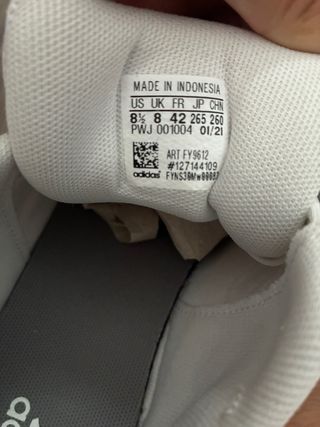 MADE IN INDONESIA
US UK FR JP CHN
8½ 8 42 265 260
PWJ 001004 01/21
ART FY9612
#127144109
adidas